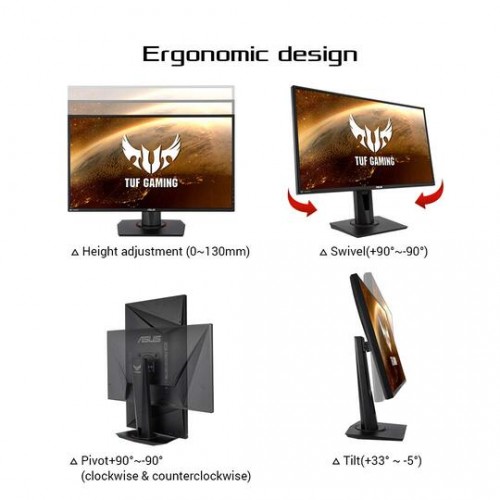 Ergonomic design
TUF GAMING
TUF GAMING
△ Height adjustment (0~130mm)
△ Swivel(+90°~-90°)
ASUS
△ Pivot+90°~-90°
(clockwise & counterclockwise)
△ Tilt(+33° ~ -5°)